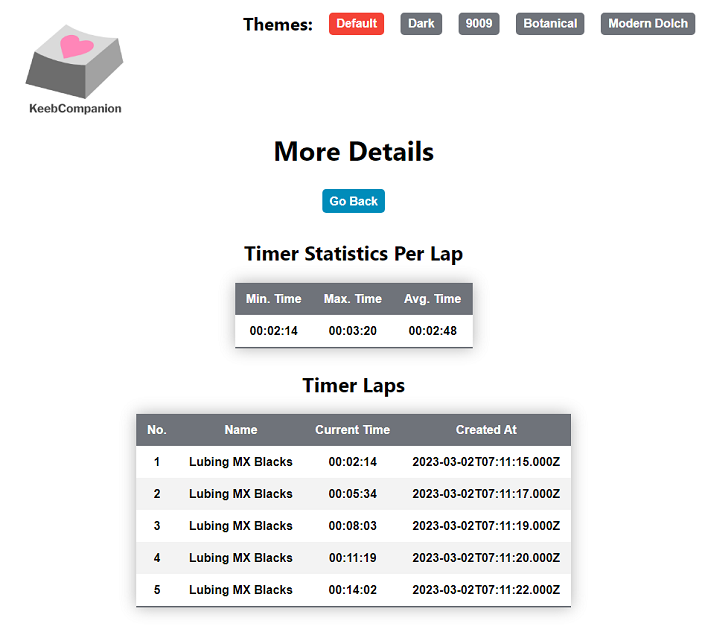 Themes: Default Dark 9009 Botanical Modern Dolch
KeebCompanion
More Details
Go Back
Timer Statistics Per Lap
Min. Time Max. Time Avg. Time
00:02:14 00:03:20 00:02:48
Timer Laps
No. Name Current Time Created At
1 Lubing MX Blacks 00:02:14 2023-03-02T07:11:15.000Z
2 Lubing MX Blacks 00:05:34 2023-03-02T07:11:17.000Z
3 Lubing MX Blacks 00:08:03 2023-03-02T07:11:19.000Z
4 Lubing MX Blacks 00:11:19 2023-03-02T07:11:20.000Z
5 Lubing MX Blacks 00:14:02 2023-03-02T07:11:22.000Z